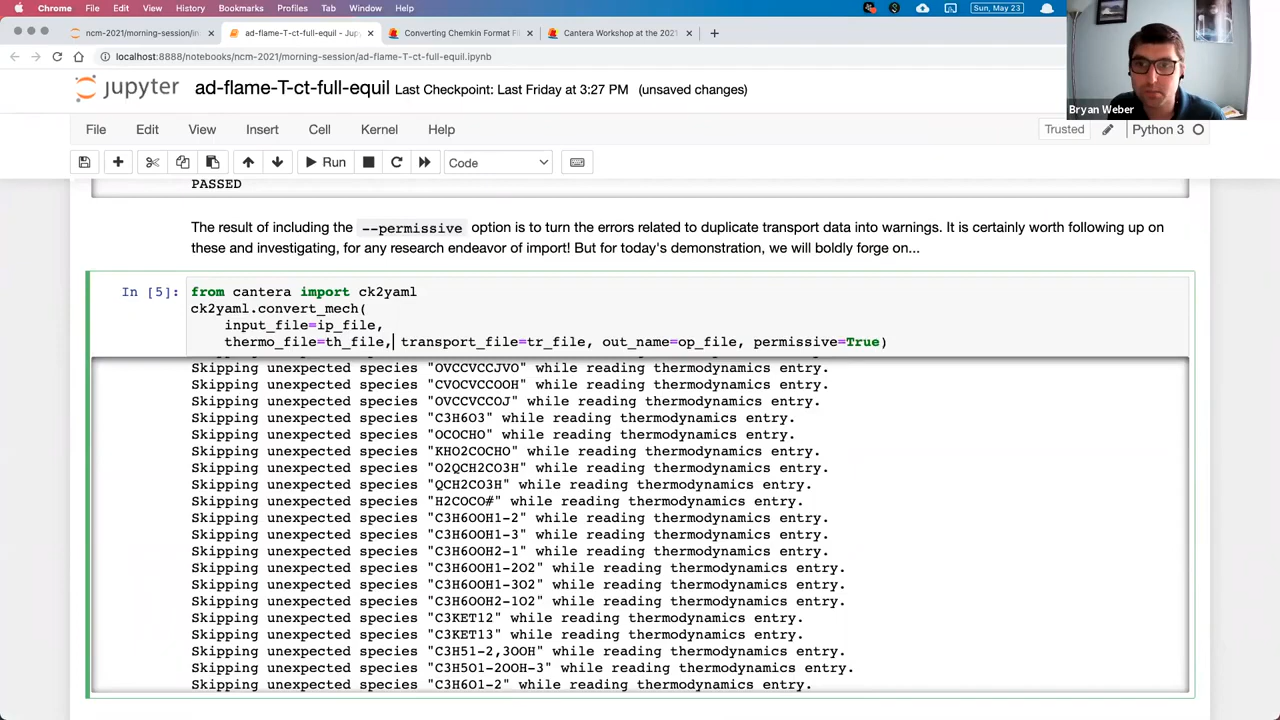 Chrome File Edit View History Bookmarks Profiles Tab Window Help Sun, May 23
ncm-2021/morning-session/in ad-flame-T-ct-full-equil - Jup Converting Chemkin Format Fi Cantera Workshop at the 2021
localhost:8888/notebooks/ncm-2021/morning-session/ad-flame-T-ct-full-equil.ipynb
jupyter ad-flame-T-ct-full-equil Last Checkpoint: Last Friday at 3:27 PM (unsaved changes)
Bryan Weber
File Edit View Insert Cell Kernel Help Trusted Python 3
Run Code
PASSED
The result of including the --permissive option is to turn the errors related to duplicate transport data into warnings. It is certainly worth following up on
these and investigating, for any research endeavor of import! But for today's demonstration, we will boldly forge on...
In [5]: from cantera import ck2yaml
ck2yaml.convert_mech(
input_file=ip_file,
thermo_file=th_file, transport_file=tr_file, out_name=op_file, permissive=True)
Skipping unexpected species "OVCCVCCJVO" while reading thermodynamics entry.
Skipping unexpected species "CVOCVCCOOH" while reading thermodynamics entry.
Skipping unexpected species "OVCCVCCOJ" while reading thermodynamics entry.
Skipping unexpected species "C3H6O3" while reading thermodynamics entry.
Skipping unexpected species "OCOCHO" while reading thermodynamics entry.
Skipping unexpected species "KHO2COCHO" while reading thermodynamics entry.
Skipping unexpected species "O2QCH2CO3H" while reading thermodynamics entry.
Skipping unexpected species "QCH2CO3H" while reading thermodynamics entry.
Skipping unexpected species "H2COCO#" while reading thermodynamics entry.
Skipping unexpected species "C3H6OOH1-2" while reading thermodynamics entry.
Skipping unexpected species "C3H6OOH1-3" while reading thermodynamics entry.
Skipping unexpected species "C3H6OOH2-1" while reading thermodynamics entry.
Skipping unexpected species "C3H6OOH1-2O2" while reading thermodynamics entry.
Skipping unexpected species "C3H6OOH1-3O2" while reading thermodynamics entry.
Skipping unexpected species "C3H6OOH2-1O2" while reading thermodynamics entry.
Skipping unexpected species "C3KET12" while reading thermodynamics entry.
Skipping unexpected species "C3KET13" while reading thermodynamics entry.
Skipping unexpected species "C3H51-2,3OOH" while reading thermodynamics entry.
Skipping unexpected species "C3H5O1-2OOH-3" while reading thermodynamics entry.
Skipping unexpected species "C3H6O1-2" while reading thermodynamics entry.